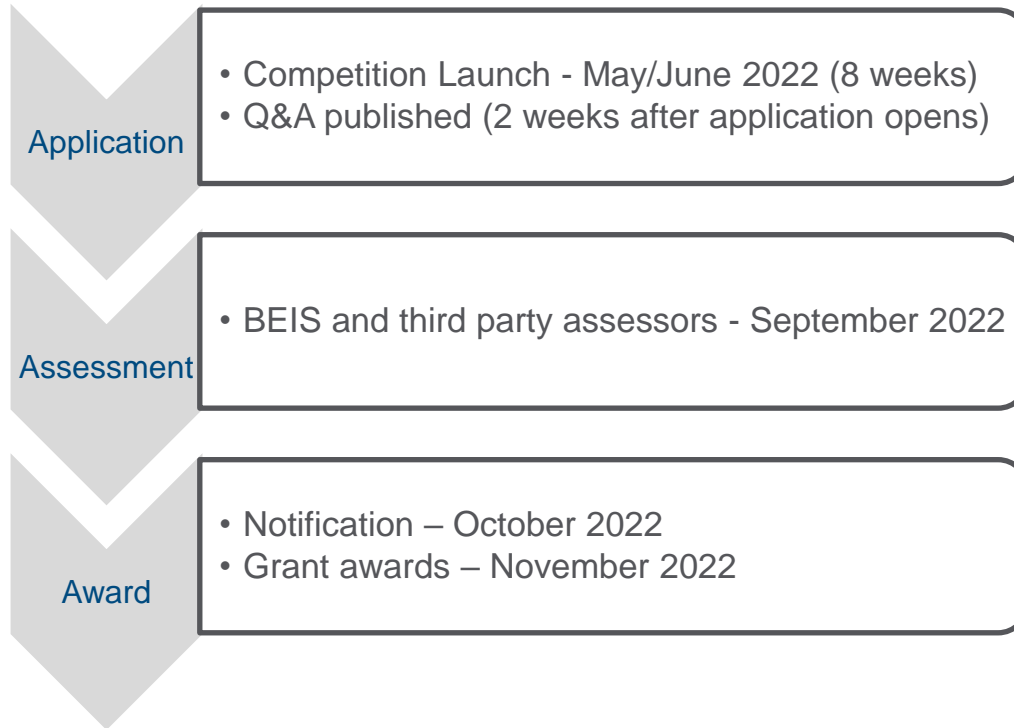 Application
• Competition Launch - May/June 2022 (8 weeks)
• Q&A published (2 weeks after application opens)
Assessment
• BEIS and third party assessors - September 2022
Award
• Notification – October 2022
• Grant awards – November 2022